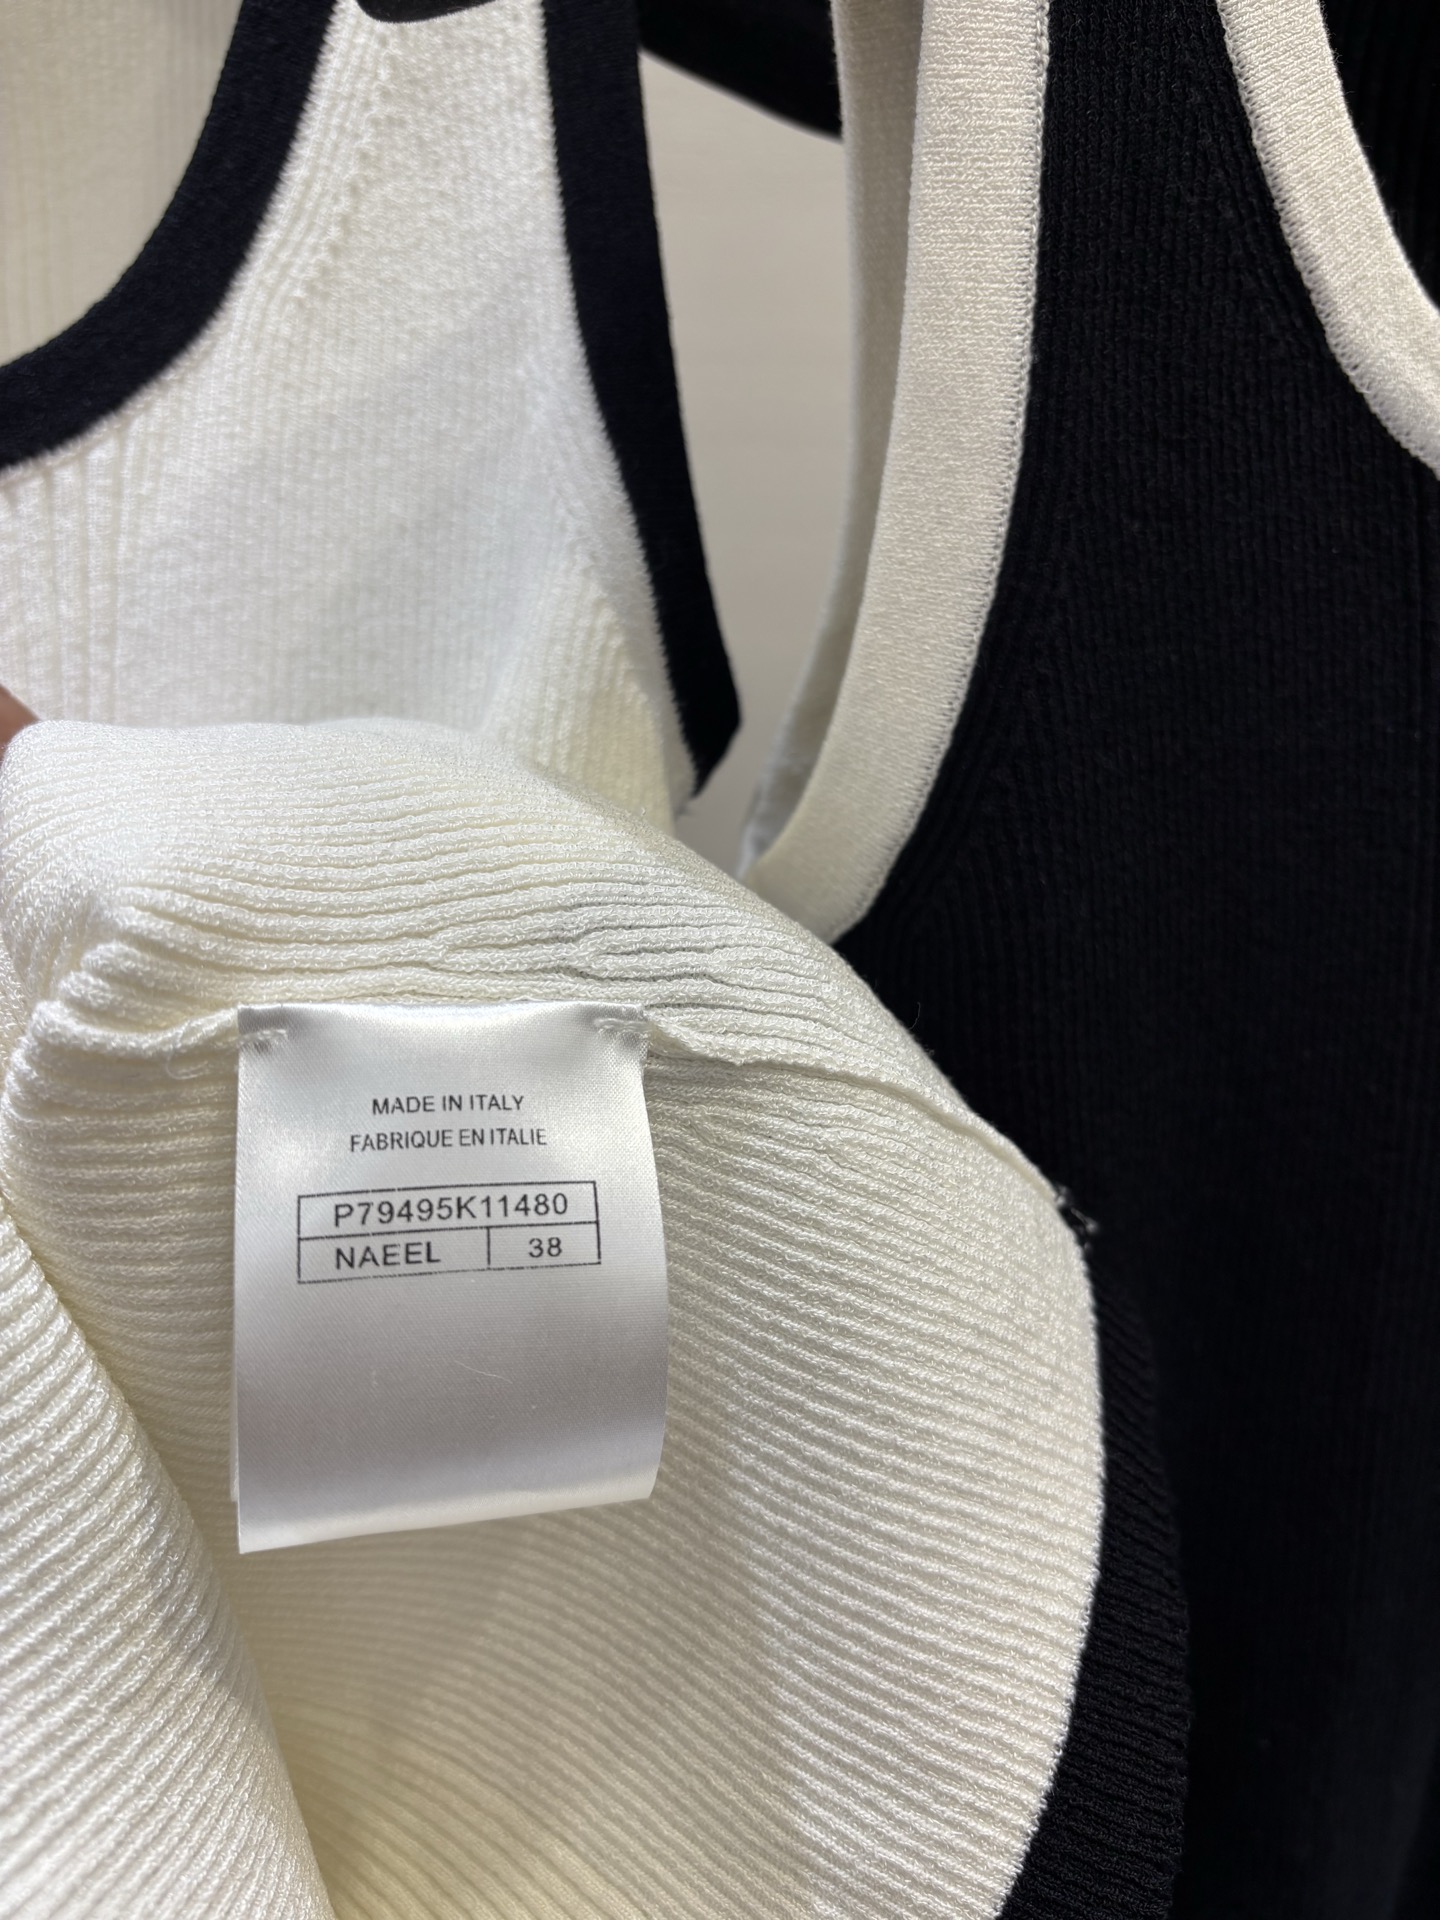 MADE IN ITALY
FABRIQUE EN ITALIE
P79495K11480
NAEEL 38